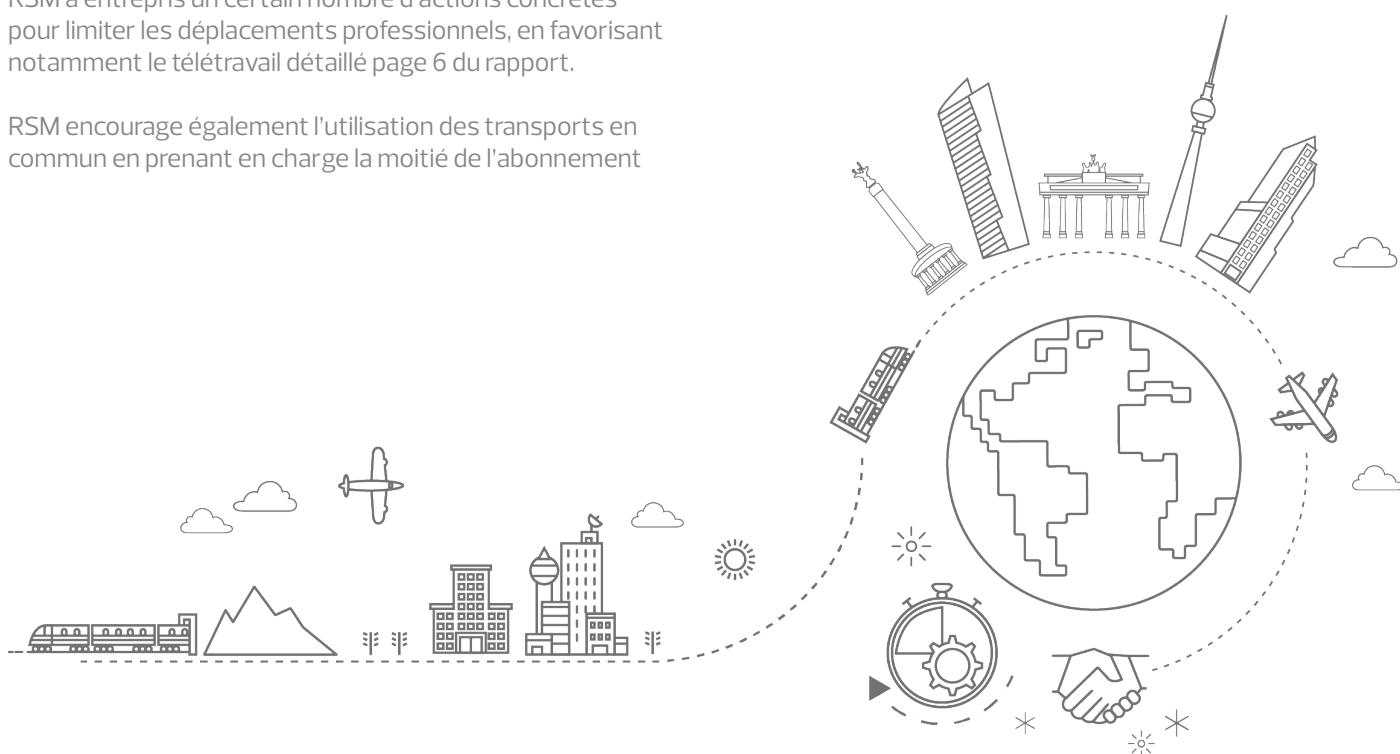 RSM a entrepris un certain nombre d'actions concrètes
pour limiter les déplacements professionnels, en favorisant
notamment le télétravail détaillé page 6 du rapport.
RSM encourage également l'utilisation des transports en
commun en prenant en charge la moitié de l'abonnement